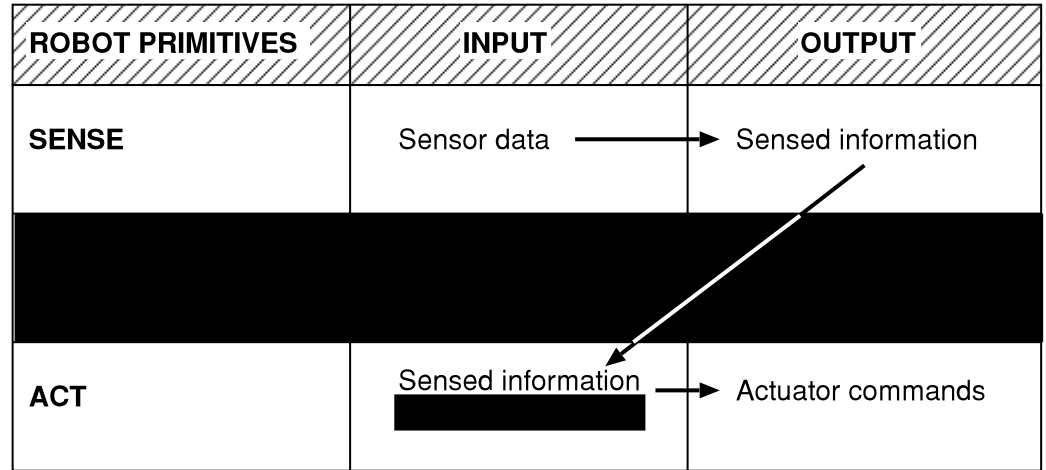 ROBOT PRIMITIVES INPUT OUTPUT
SENSE Sensor data Sensed information
ACT Sensed information Actuator commands